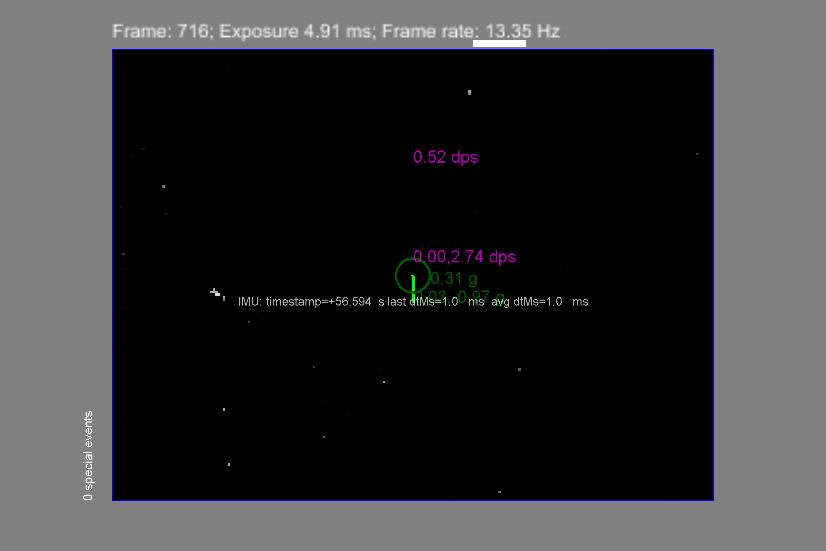 Frame: 716; Exposure 4.91 ms; Frame rate: 13.35 Hz
0.52 dps
0.00,2.74 dps
0.31 g
0.97 g
IMU: timestamp=+56.594 s last dtMs=1.0 ms avg dtMs=1.0 ms
0 special events